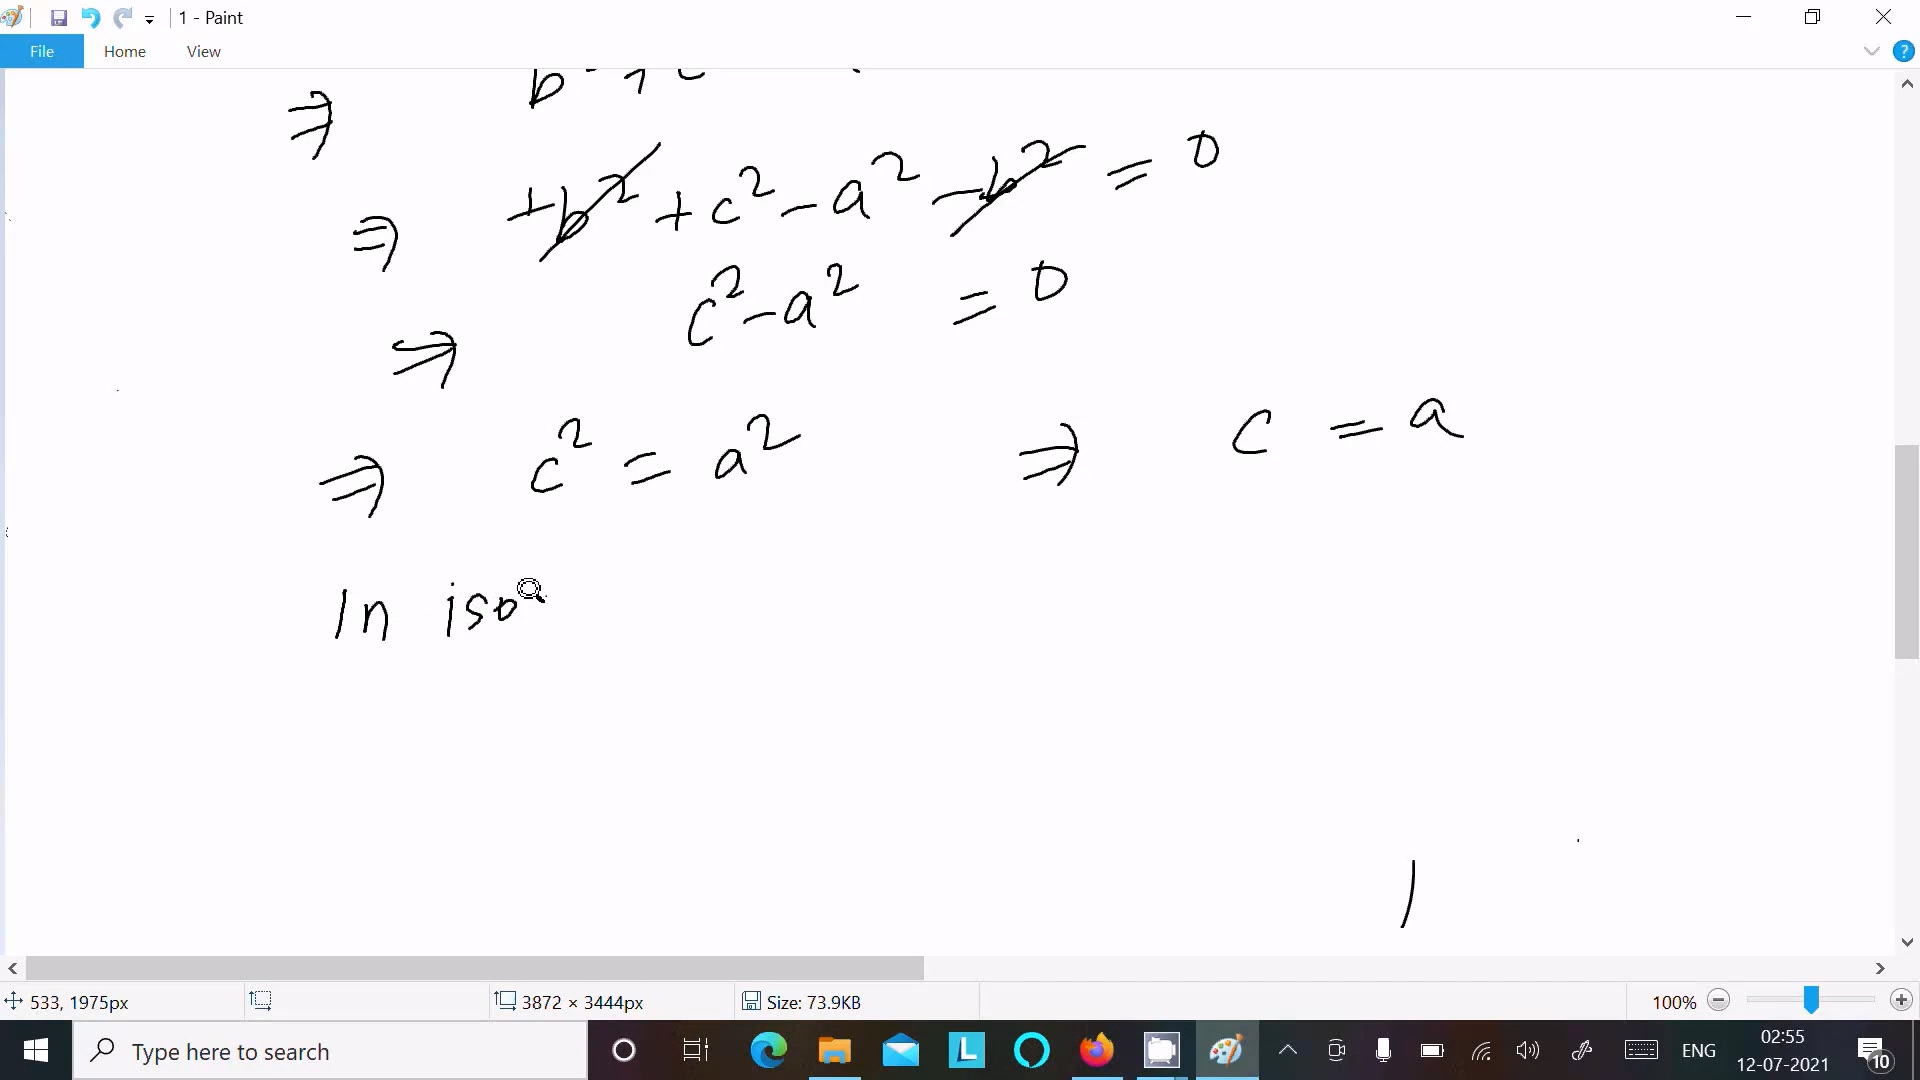 1 - Paint
File Home View
⇒
⇒ +b² + c² - a² - b² = 0
⇒ c² - a² = 0
⇒ c² = a² ⇒ c = a
In iso
533, 1975px 3872 × 3444px Size: 73.9KB 100%
Type here to search L ENG 02:55
12-07-2021 10